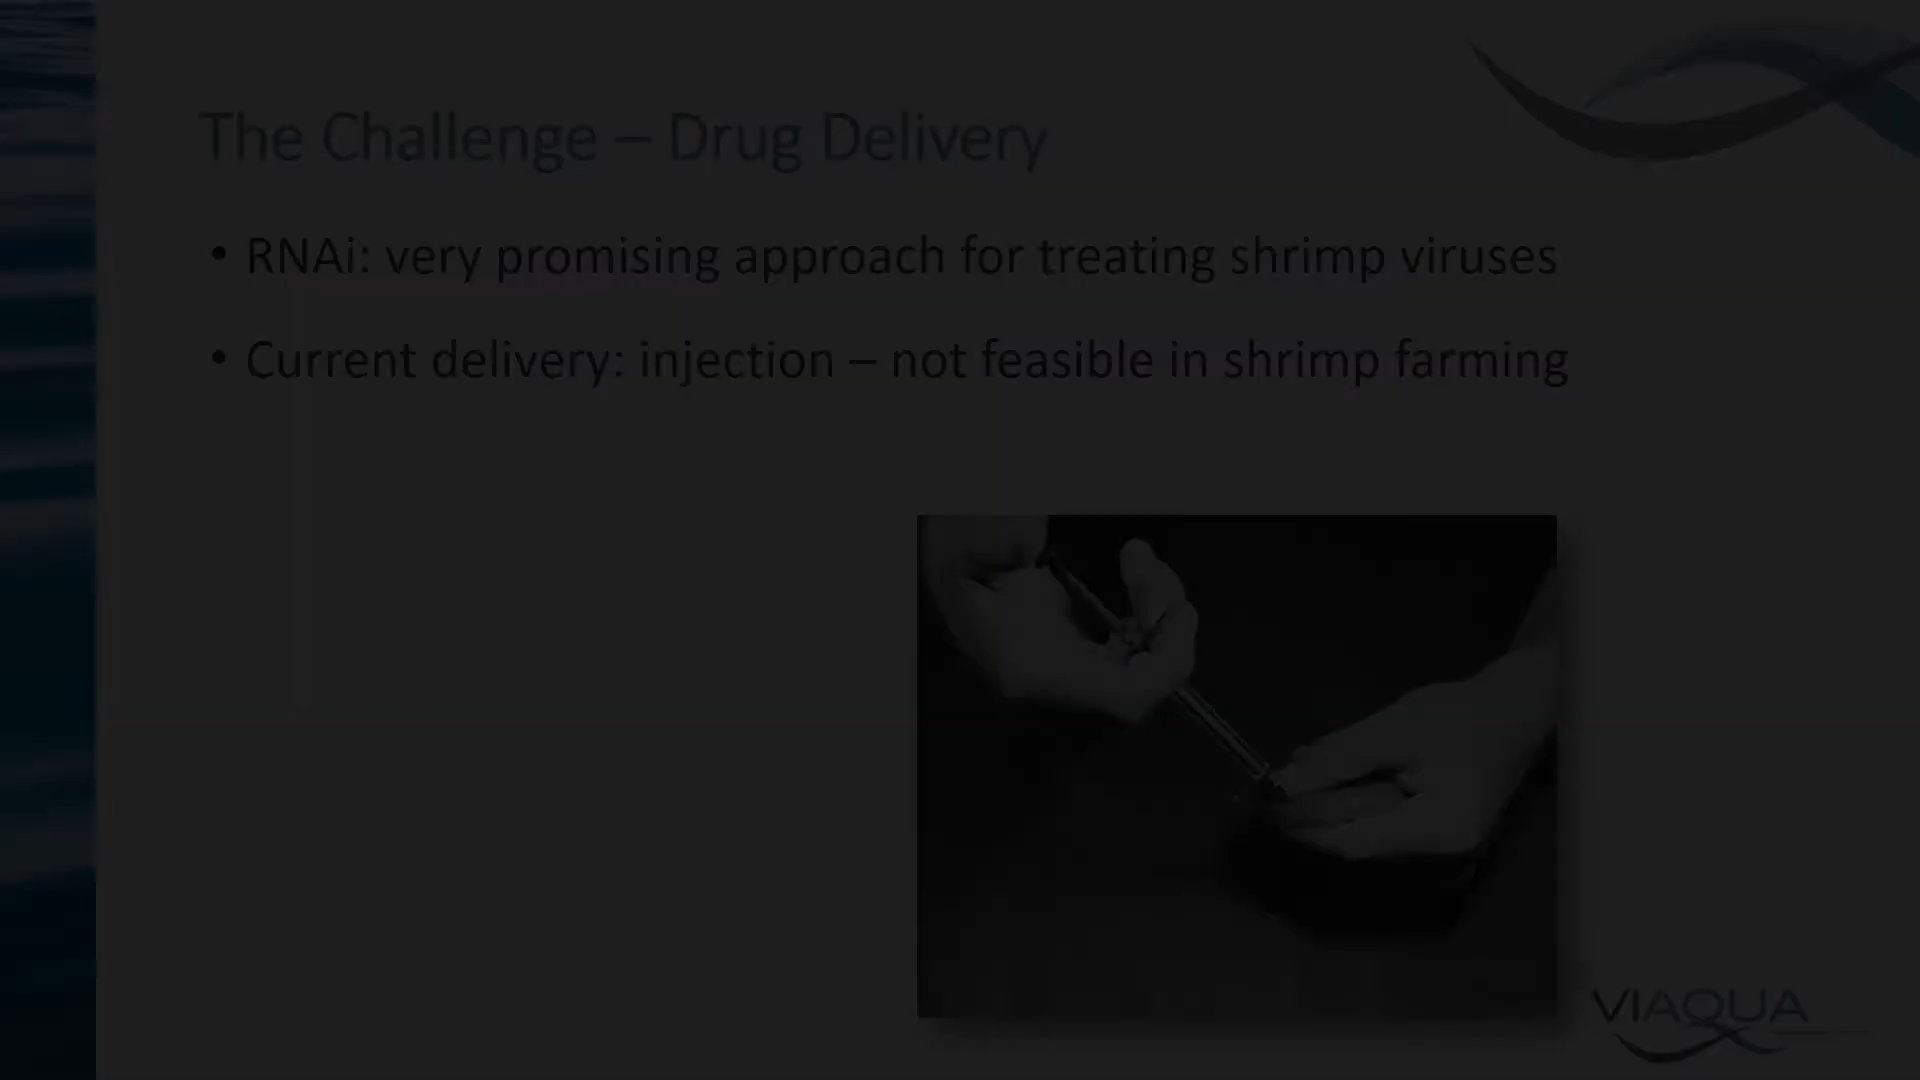 The Challenge – Drug Delivery
• RNAi: very promising approach for treating shrimp viruses
• Current delivery: injection – not feasible in shrimp farming
VIAQUA